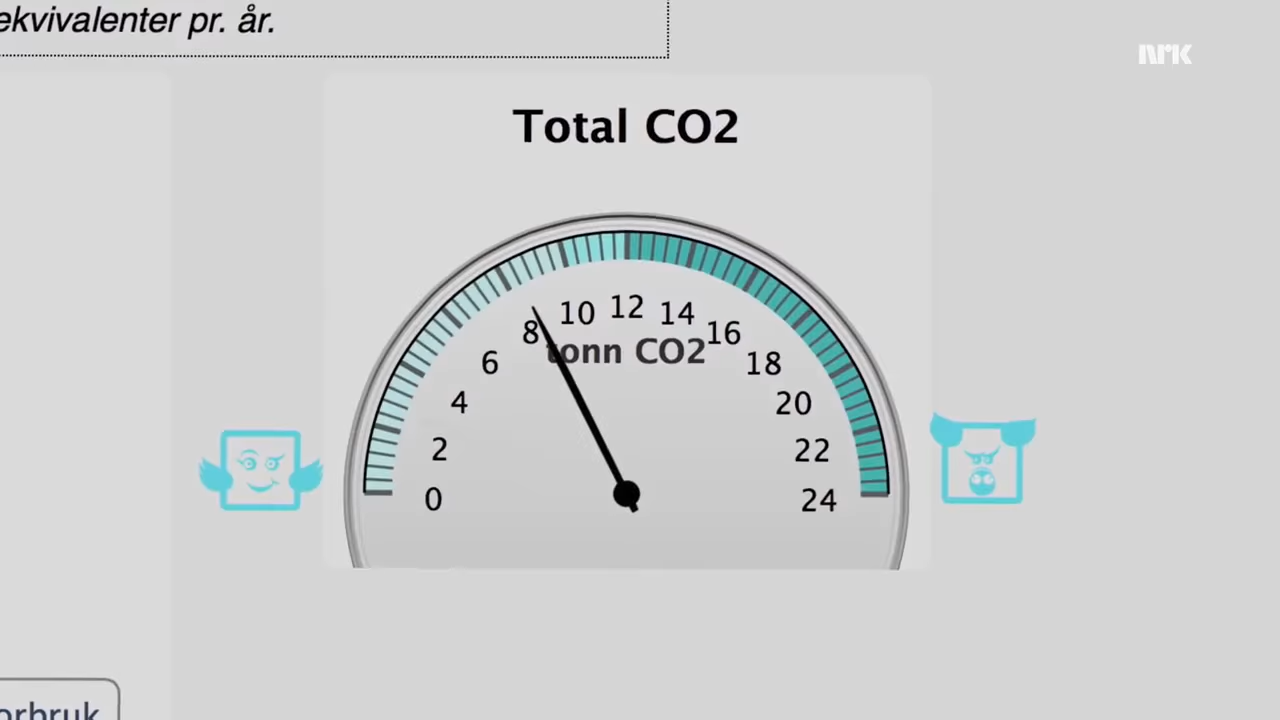 ekvivalenter pr. år.
nrk
Total CO2
10 12 14
8 16
tonn CO2
6 18
4 20
2 22
0 24
orbruk